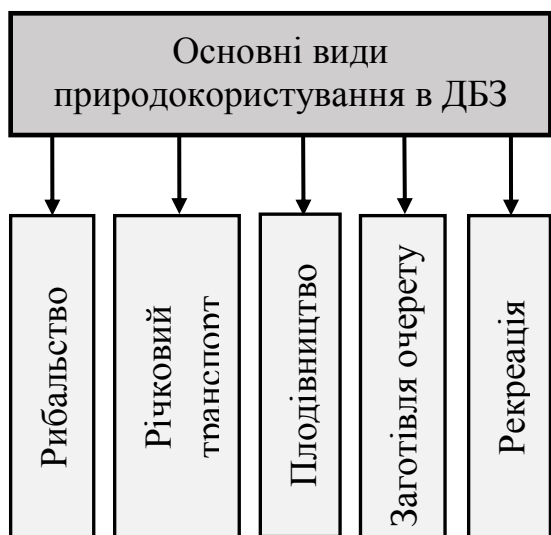 Основні види
природокористування в ДБЗ
Рибальство
Річковий
транспорт
Плодівництво
Заготівля очерету
Рекреація